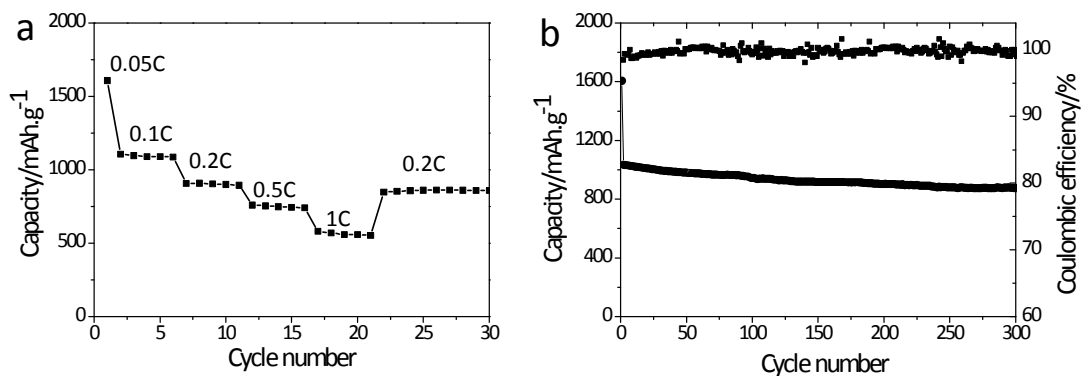 a
2000
1500
1000
500
0
Capacity/mAh.g⁻¹
0.05C
0.1C
0.2C
0.5C
1C
0.2C
0 5 10 15 20 25 30
Cycle number
b
2000
1600
1200
800
400
0
Capacity/mAh.g⁻¹
100
90
80
70
60
Coulombic efficiency/%
0 50 100 150 200 250 300
Cycle number